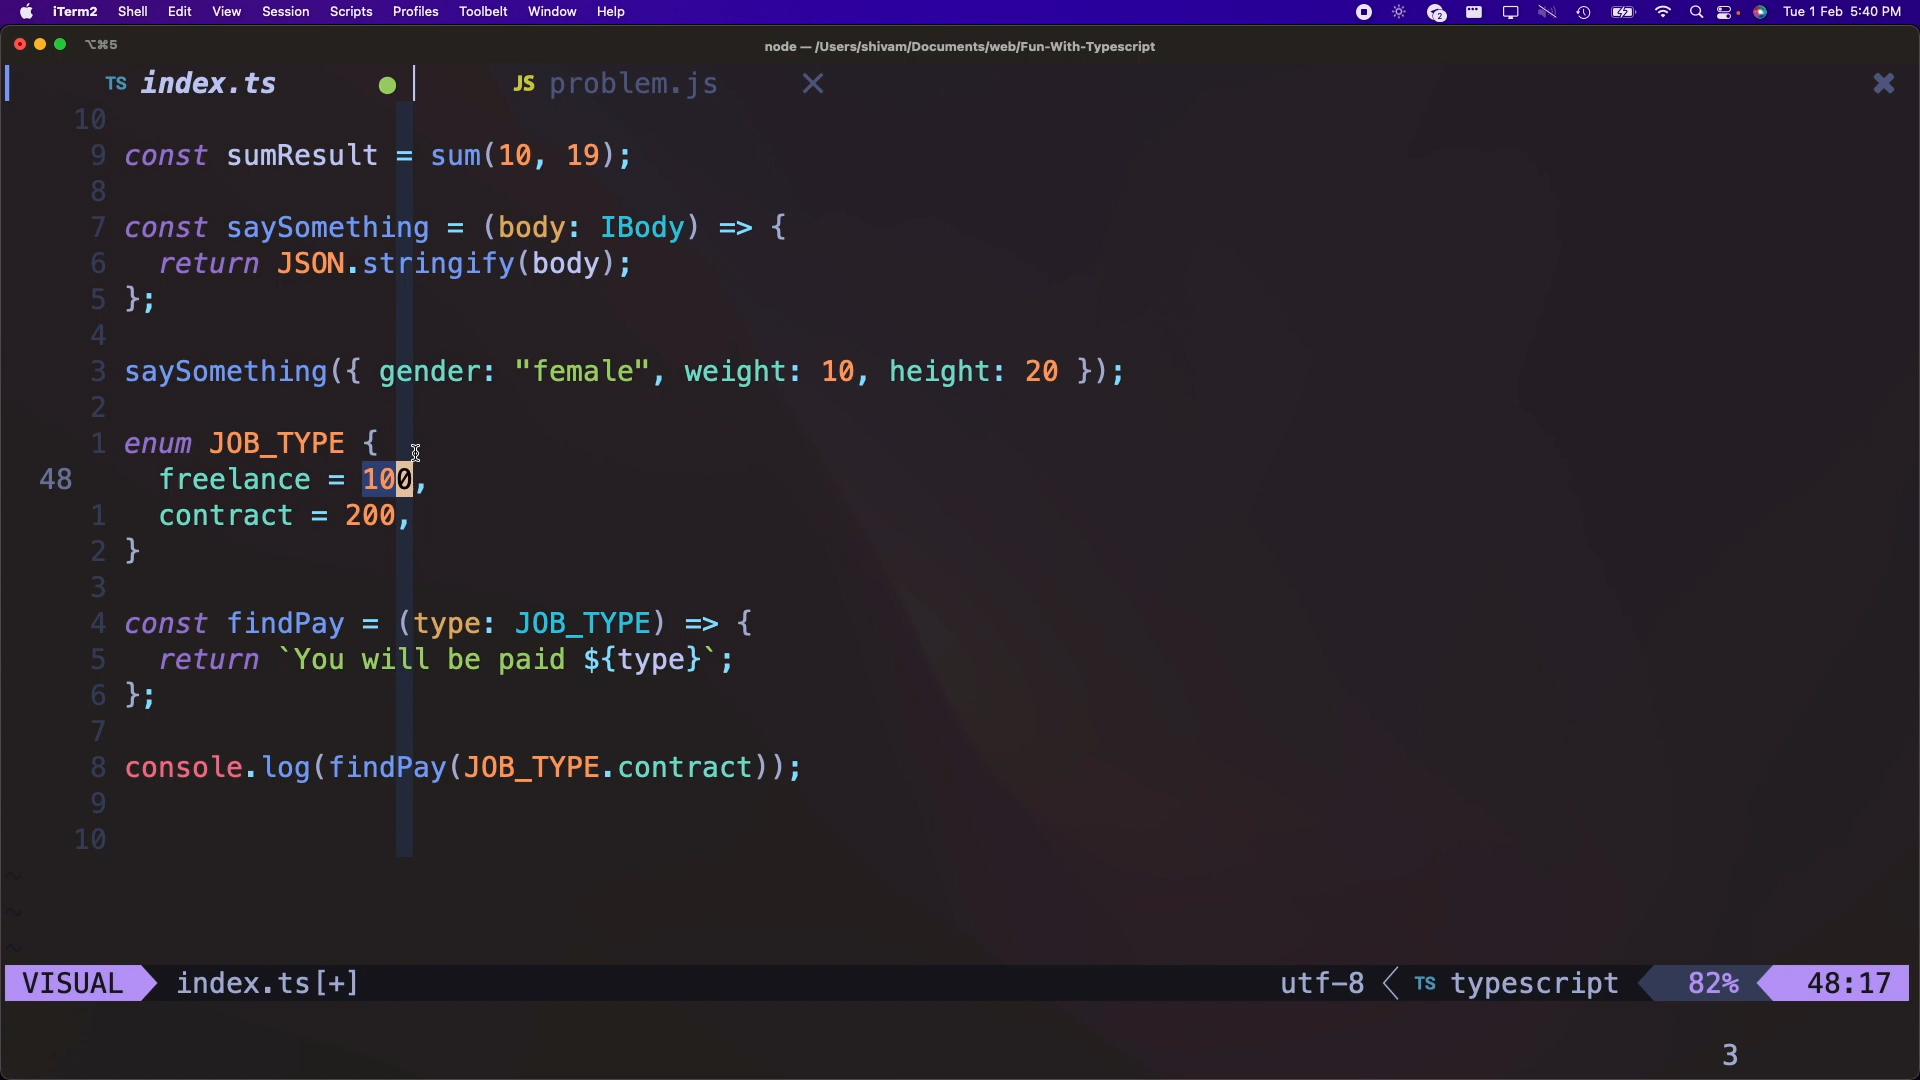 iTerm2 Shell Edit View Session Scripts Profiles Toolbelt Window Help 2 Tue 1 Feb 5:40 PM
⌥⌘5 node — /Users/shivam/Documents/web/Fun-With-Typescript
TS index.ts JS problem.js
10
9 const sumResult = sum(10, 19);
8
7 const saySomething = (body: IBody) => {
6 return JSON.stringify(body);
5 };
4
3 saySomething({ gender: "female", weight: 10, height: 20 });
2
1 enum JOB_TYPE {
48 freelance = 100,
1 contract = 200,
2 }
3
4 const findPay = (type: JOB_TYPE) => {
5 return `You will be paid ${type}`;
6 };
7
8 console.log(findPay(JOB_TYPE.contract));
9
10
~
~
~
VISUAL index.ts[+] utf-8 TS typescript 82% 48:17
3